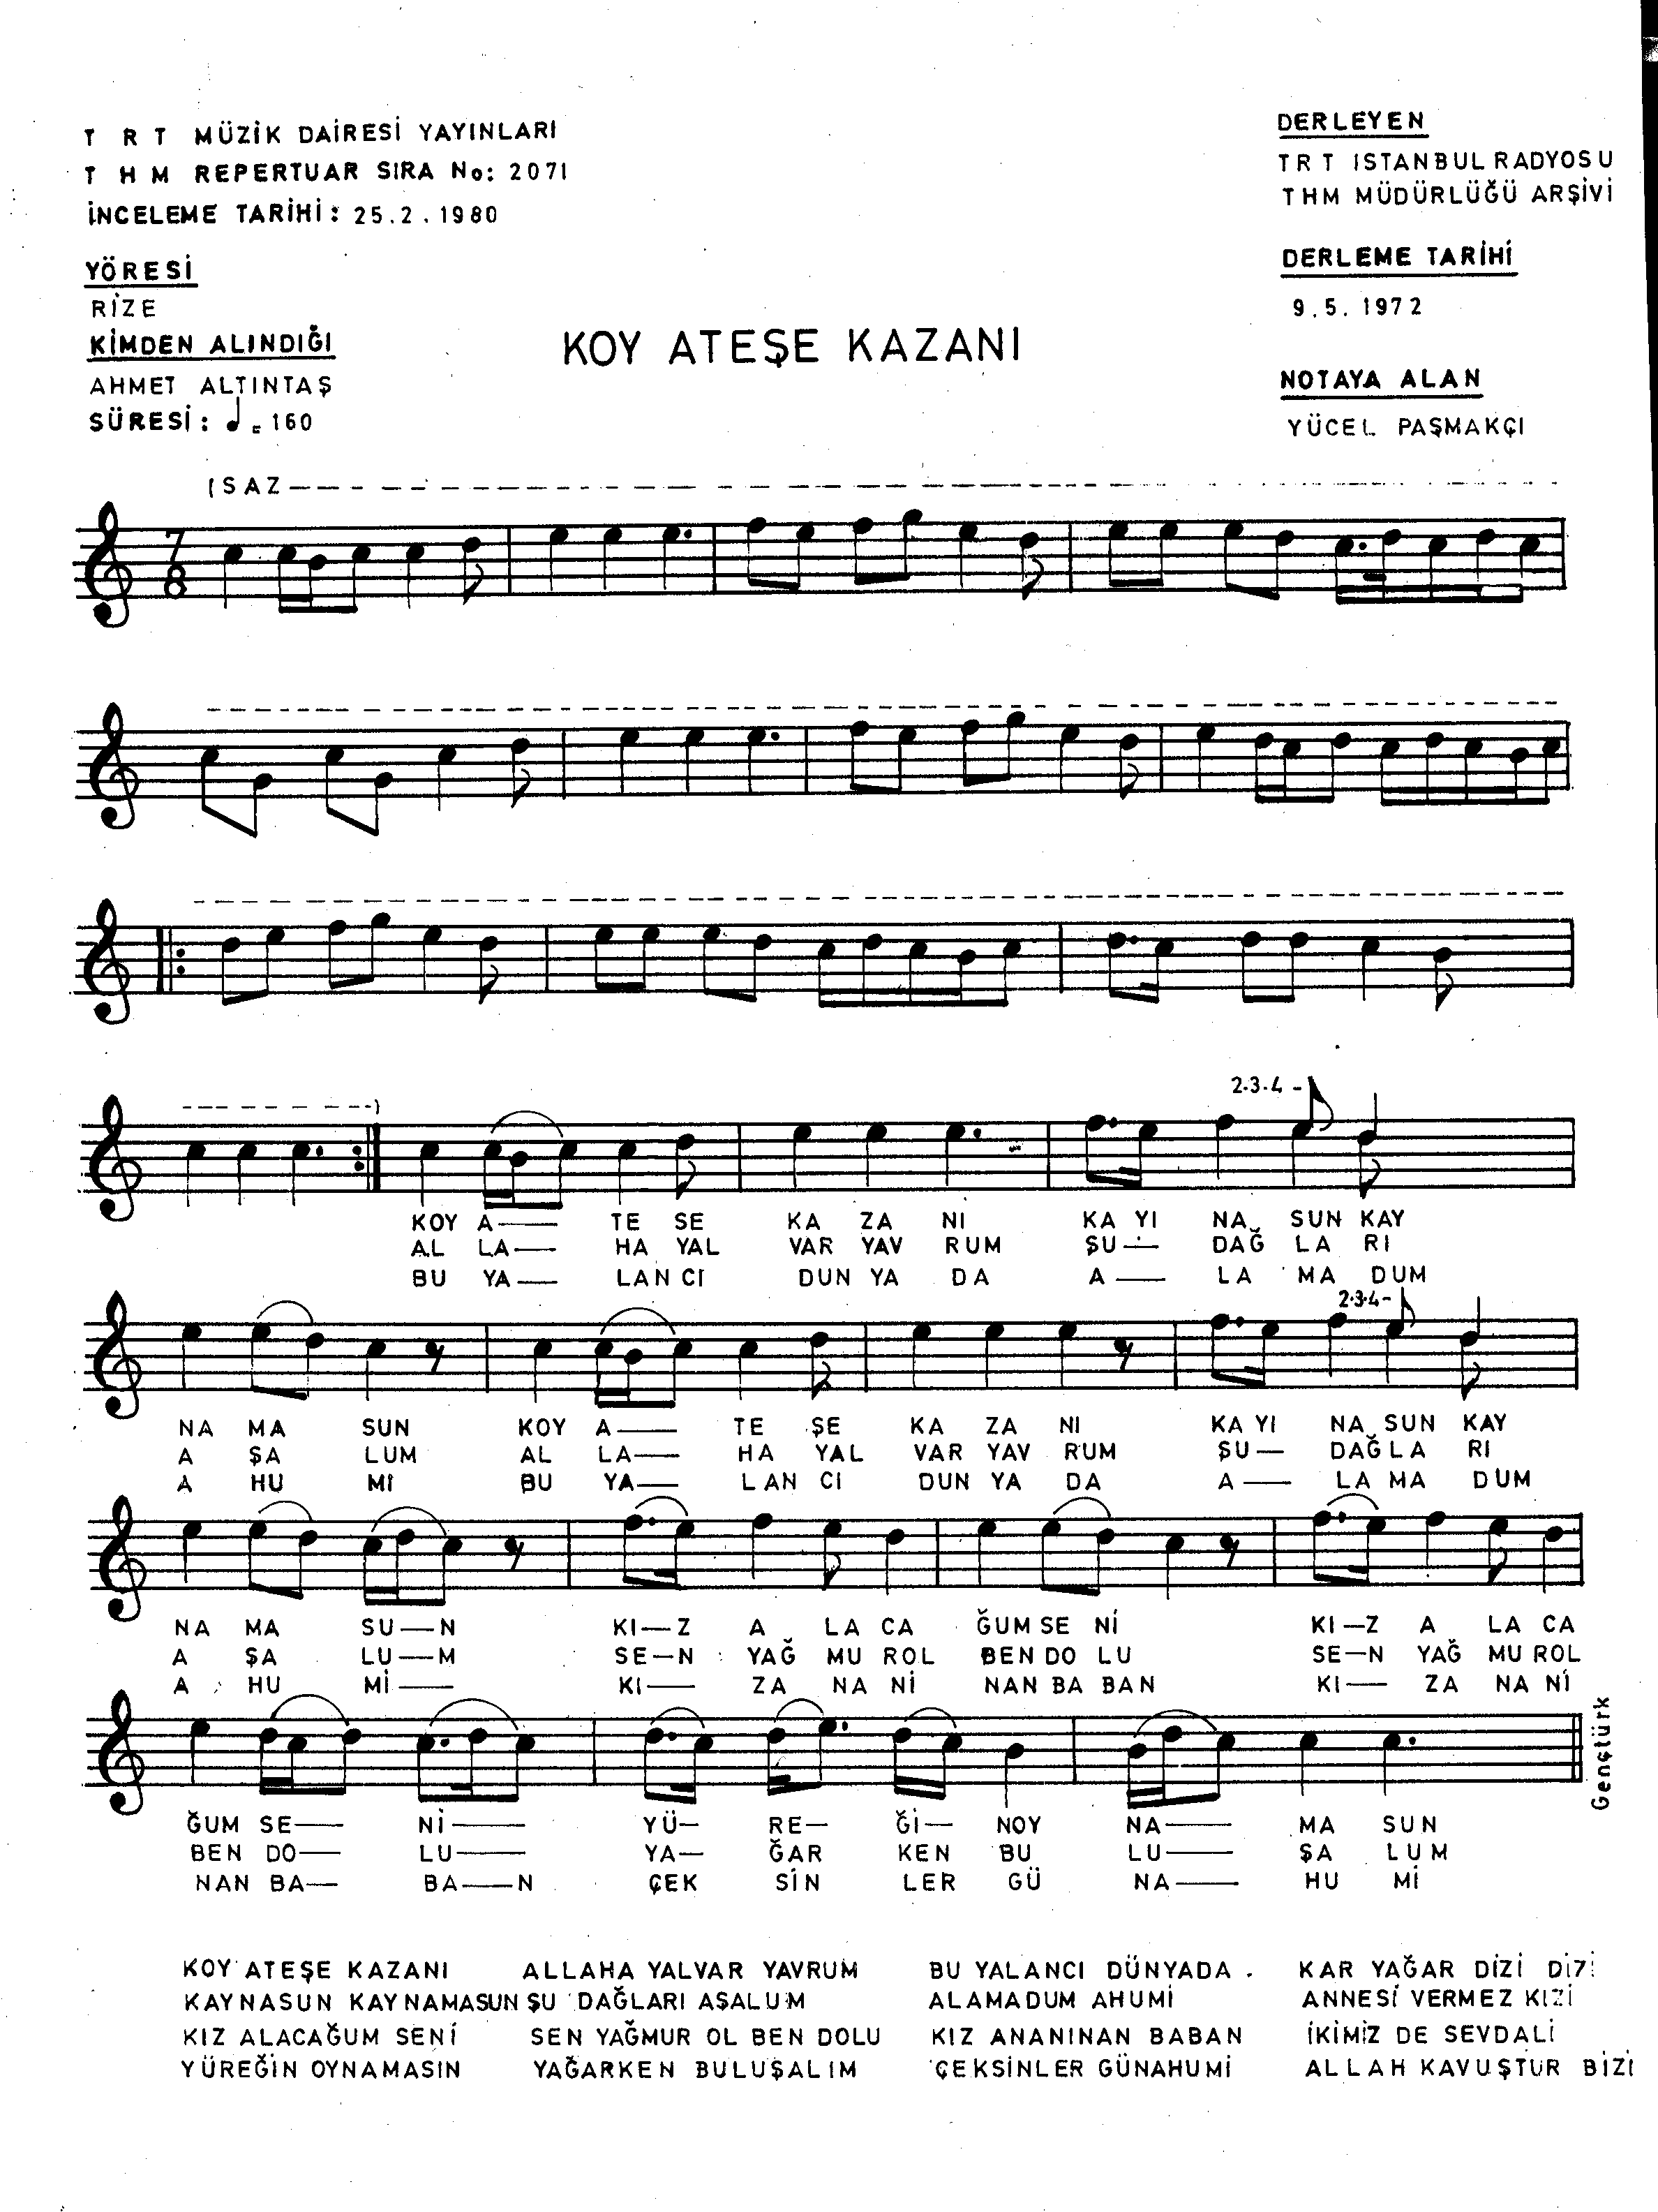 T R T MÜZİK DAİRESİ YAYINLARI
T H M REPERTUAR SIRA No: 2071
İNCELEME TARİHİ: 25.2.1980
YÖRESİ
RİZE
KİMDEN ALINDIĞI
AHMET ALTINTAŞ
SÜRESİ: ♩ = 160
DERLEYEN
TRT ISTANBUL RADYOSU
THM MÜDÜRLÜĞÜ ARŞİVİ
DERLEME TARİHİ
9.5.1972
NOTAYA ALAN
YÜCEL PAŞMAKÇI
KOY ATEŞE KAZANI
(SAZ
7
8
2.3.4 -
KOY A— TE SE KA ZA NI KA YI NA SUN KAY
AL LA— HA YAL VAR YAV RUM ŞU— DAĞ LA RI
BU YA— LAN CI DUN YA DA A— LA MA DUM
2.3.4-
NA MA SUN KOY A— TE ŞE KA ZA NI KA YI NA SUN KAY
A ŞA LUM AL LA— HA YAL VAR YAV RUM ŞU— DAĞ LA RI
A HU MI BU YA— LAN CI DUN YA DA A— LA MA DUM
NA MA SU—N KI—Z A LA CA ĞUM SE Nİ KI—Z A LA CA
A ŞA LU—M SE—N YAĞ MU ROL BEN DO LU SE—N YAĞ MU ROL
A HU Mİ— KI— ZA NA Nİ NAN BA BAN KI— ZA NA Nİ
ĞUM SE— Nİ— YÜ— RE— Ğİ— NOY NA— MA SUN
BEN DO— LU— YA— ĞAR KEN BU LU— ŞA LUM
NAN BA— BA—N ÇEK SİN LER GÜ NA— HU Mİ
Gençtürk
KOY ATEŞE KAZANI
KAYNASUN KAYNAMASUN
KIZ ALACAĞUM SENİ
YÜREĞİN OYNAMASIN
ALLAHA YALVAR YAVRUM
ŞU DAĞLARI AŞALUM
SEN YAĞMUR OL BEN DOLU
YAĞARKEN BULUŞALIM
BU YALANCI DÜNYADA
ALAMADUM AHUMİ
KIZ ANANINAN BABAN
ÇEKSİNLER GÜNAHUMİ
KAR YAĞAR DİZİ DİZİ
ANNESİ VERMEZ KIZI
İKİMİZ DE SEVDALİ
ALLAH KAVUŞTUR BİZİ